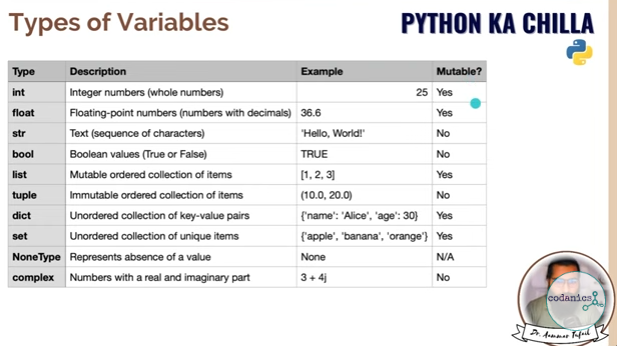 Types of Variables
PYTHON KA CHILLA
Type Description Example Mutable?
int Integer numbers (whole numbers) 25 Yes
float Floating-point numbers (numbers with decimals) 36.6 Yes
str Text (sequence of characters) 'Hello, World!' No
bool Boolean values (True or False) TRUE No
list Mutable ordered collection of items [1, 2, 3] Yes
tuple Immutable ordered collection of items (10.0, 20.0) No
dict Unordered collection of key-value pairs {'name': 'Alice', 'age': 30} Yes
set Unordered collection of unique items {'apple', 'banana', 'orange'} Yes
NoneType Represents absence of a value None N/A
complex Numbers with a real and imaginary part 3 + 4j No
codanics
Dr. Aammar Tufail